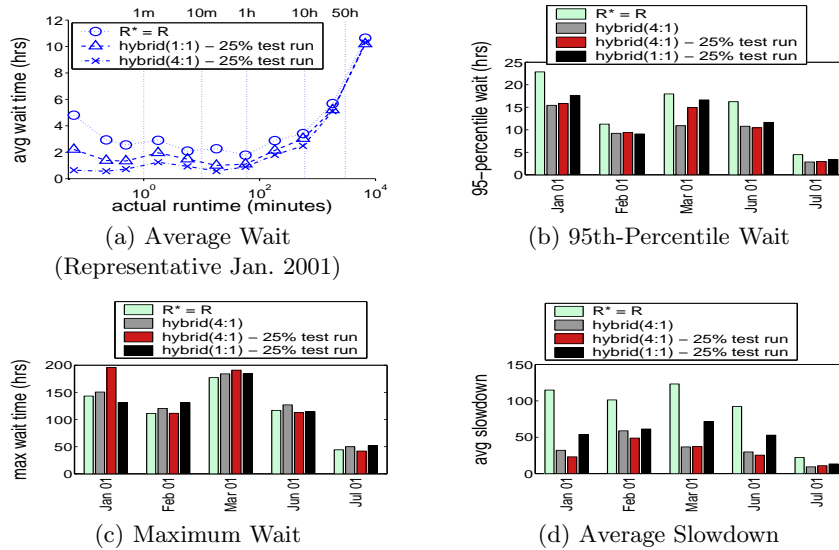 1m 10m 1h 10h 50h
R* = R
hybrid(1:1) − 25% test run
hybrid(4:1) − 25% test run
avg wait time (hrs)
12
10
8
6
4
2
0
10⁰ 10² 10⁴
actual runtime (minutes)
(a) Average Wait
(Representative Jan. 2001)
R* = R
hybrid(4:1)
hybrid(4:1) − 25% test run
hybrid(1:1) − 25% test run
95−percentile wait (hrs)
25
20
15
10
5
0
Jan 01
Feb 01
Mar 01
Jun 01
Jul 01
(b) 95th-Percentile Wait
R* = R
hybrid(4:1)
hybrid(4:1) − 25% test run
hybrid(1:1) − 25% test run
max wait time (hrs)
200
150
100
50
0
Jan 01
Feb 01
Mar 01
Jun 01
Jul 01
(c) Maximum Wait
R* = R
hybrid(4:1)
hybrid(4:1) − 25% test run
hybrid(1:1) − 25% test run
avg slowdown
150
100
50
0
Jan 01
Feb 01
Mar 01
Jun 01
Jul 01
(d) Average Slowdown